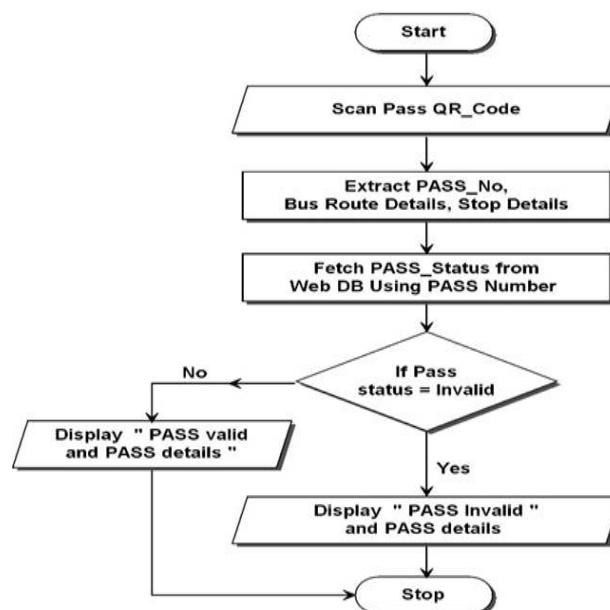 Start
Scan Pass QR_Code
Extract PASS_No,
Bus Route Details, Stop Details
Fetch PASS_Status from
Web DB Using PASS Number
If Pass
status = Invalid
No
Display " PASS valid
and PASS details "
Yes
Display " PASS Invalid "
and PASS details
Stop